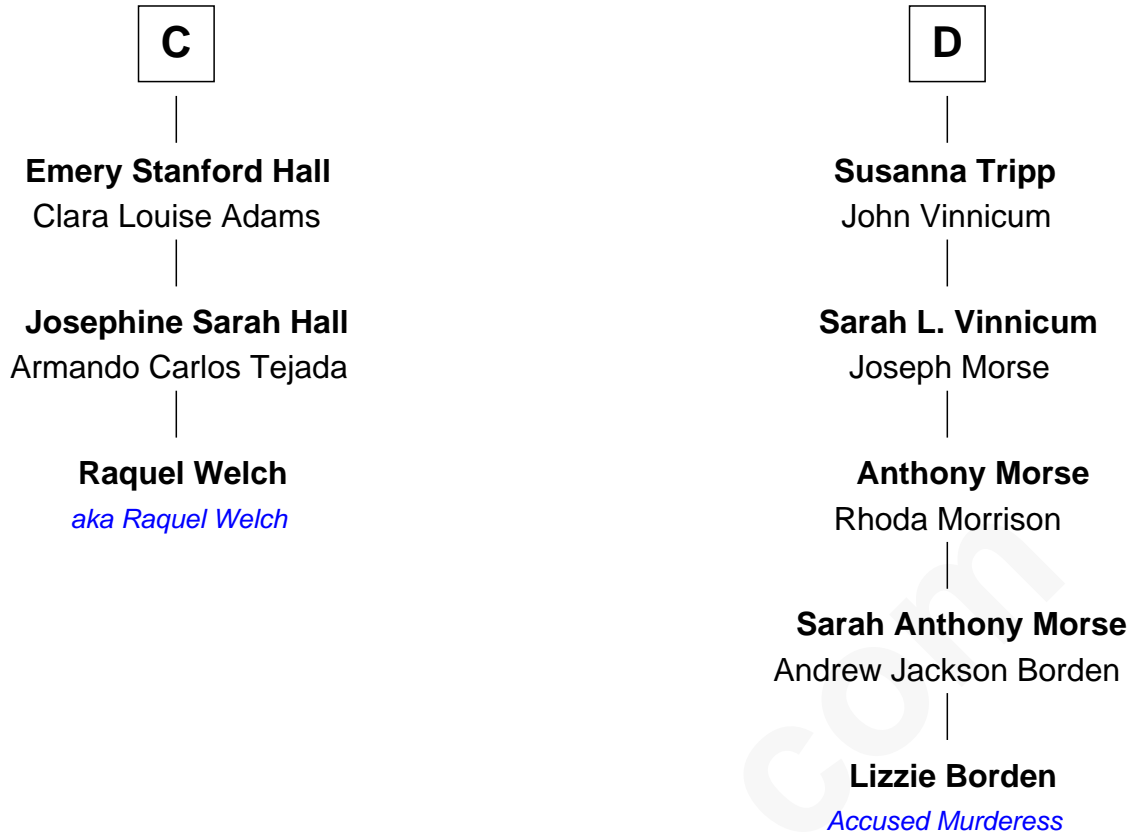 C
Emery Stanford Hall
Clara Louise Adams
Josephine Sarah Hall
Armando Carlos Tejada
Raquel Welch
aka Raquel Welch
D
Susanna Tripp
John Vinnicum
Sarah L. Vinnicum
Joseph Morse
Anthony Morse
Rhoda Morrison
Sarah Anthony Morse
Andrew Jackson Borden
Lizzie Borden
Accused Murderess
com